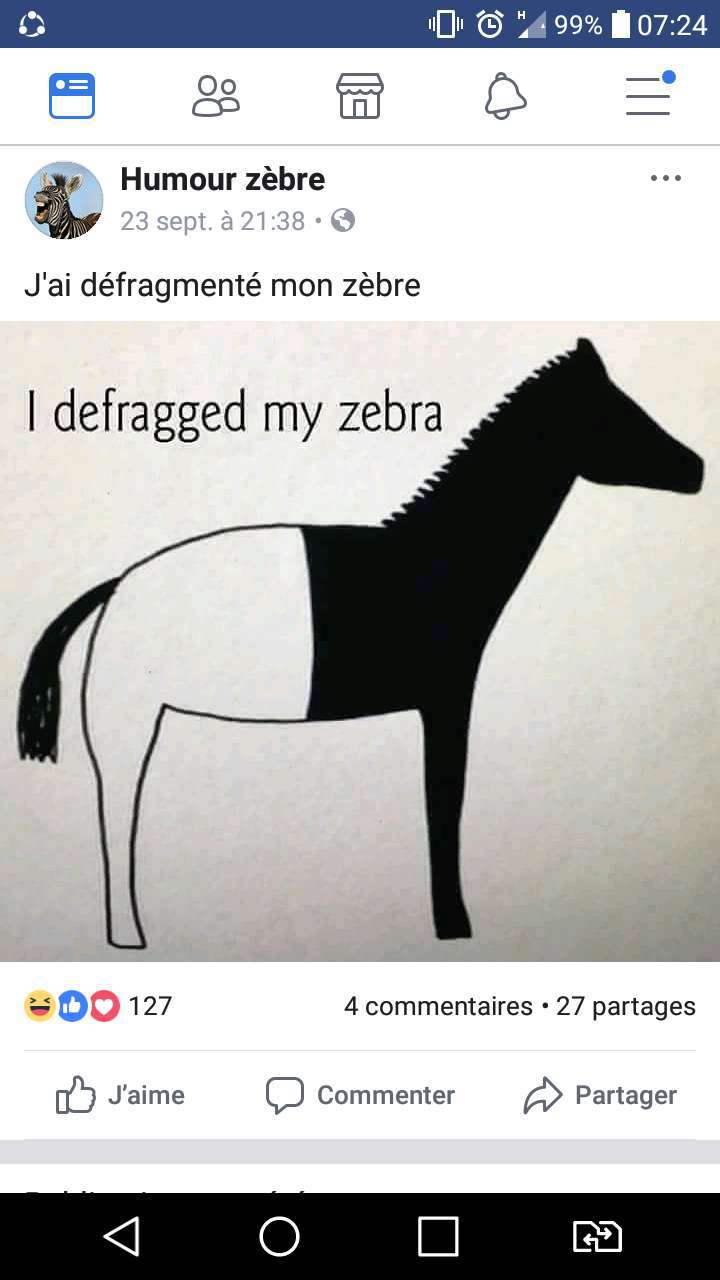 H 99% 07:24
Humour zèbre
23 sept. à 21:38 •
J'ai défragmenté mon zèbre
I defragged my zebra
127 4 commentaires • 27 partages
J'aime Commenter Partager